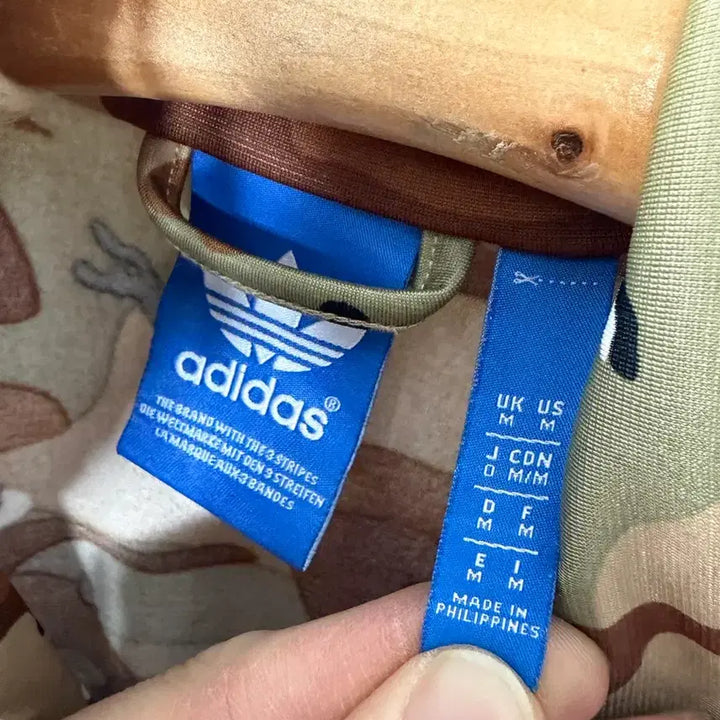 adidas®
THE BRAND WITH THE 3 STRIPES
DIE WELTMARKE MIT DEN 3 STREIFEN
LA MARQUE AUX 3 BANDES
UK US
M M
J CDN
O M/M
D F
M M
E I
M M
MADE IN
PHILIPPINES